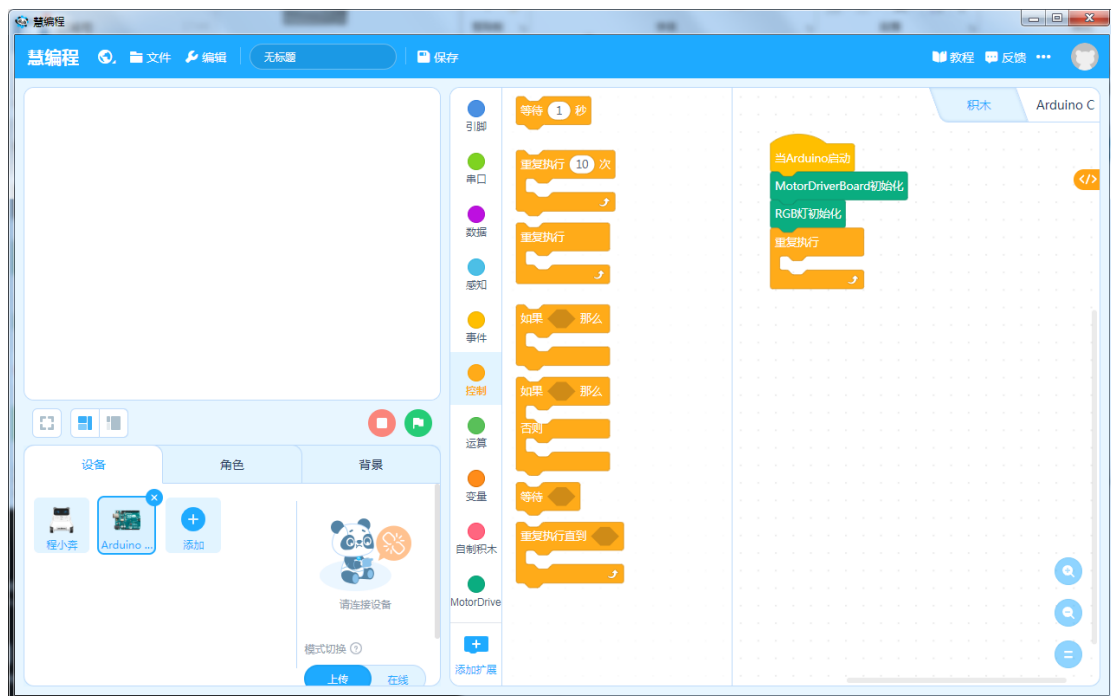 慧编程
慧编程 文件 编辑 无标题 保存 教程 反馈 •••
积木 Arduino C
引脚
串口
数据
感知
事件
控制
运算
变量
自制积木
MotorDrive
添加扩展
等待 1 秒
重复执行 10 次
重复执行
如果 那么
如果 那么
否则
等待
重复执行直到
当Arduino启动
MotorDriverBoard初始化
RGB灯初始化
重复执行
</>
设备 角色 背景
程小奔 Arduino ... 添加
请连接设备
模式切换 ?
上传 在线